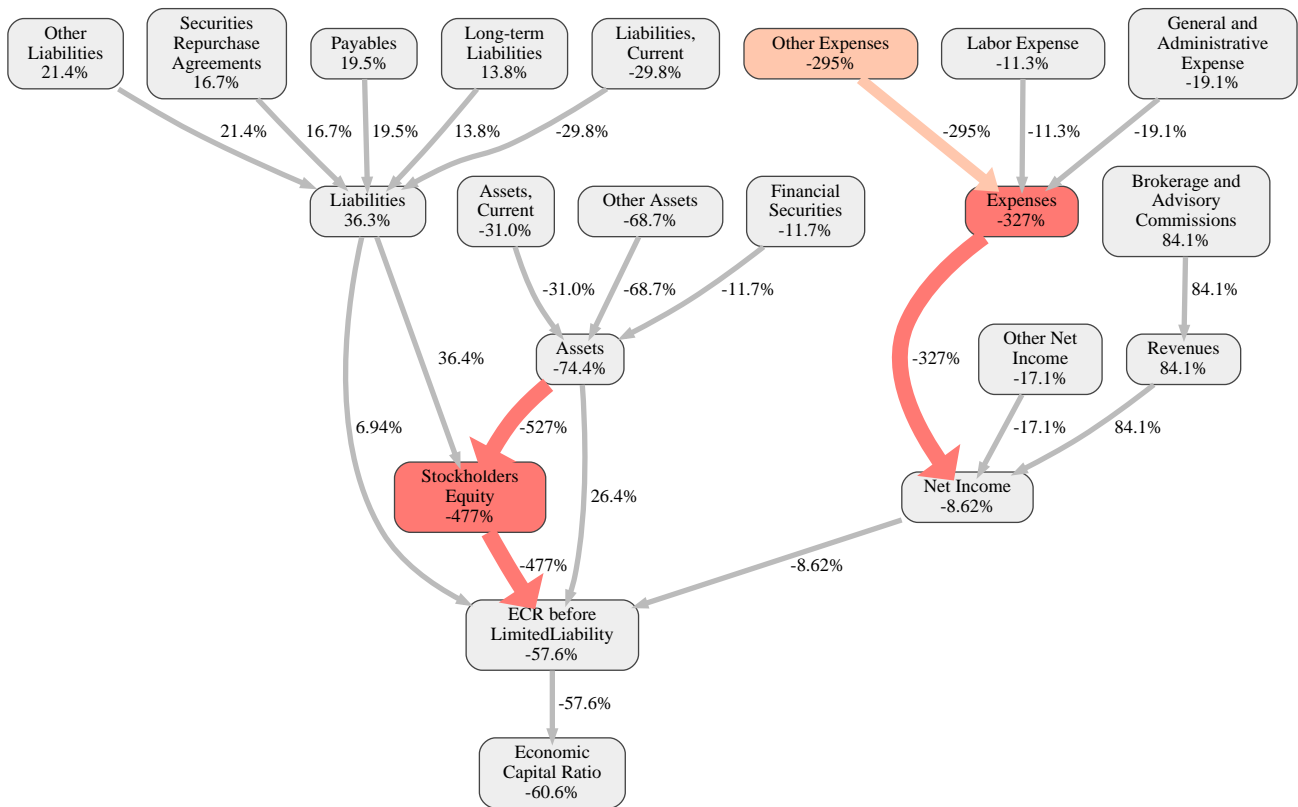 Other
Liabilities
21.4%
Securities
Repurchase
Agreements
16.7%
Payables
19.5%
Long-term
Liabilities
13.8%
Liabilities,
Current
-29.8%
Other Expenses
-295%
Labor Expense
-11.3%
General and
Administrative
Expense
-19.1%
21.4%
16.7%
19.5%
13.8%
-29.8%
-295%
-11.3%
-19.1%
Liabilities
36.3%
Assets,
Current
-31.0%
Other Assets
-68.7%
Financial
Securities
-11.7%
Expenses
-327%
Brokerage and
Advisory
Commissions
84.1%
-31.0%
-68.7%
-11.7%
84.1%
36.4%
Assets
-74.4%
-327%
Other Net
Income
-17.1%
Revenues
84.1%
6.94%
-527%
-17.1%
84.1%
Stockholders
Equity
-477%
26.4%
Net Income
-8.62%
-477%
-8.62%
ECR before
LimitedLiability
-57.6%
-57.6%
Economic
Capital Ratio
-60.6%